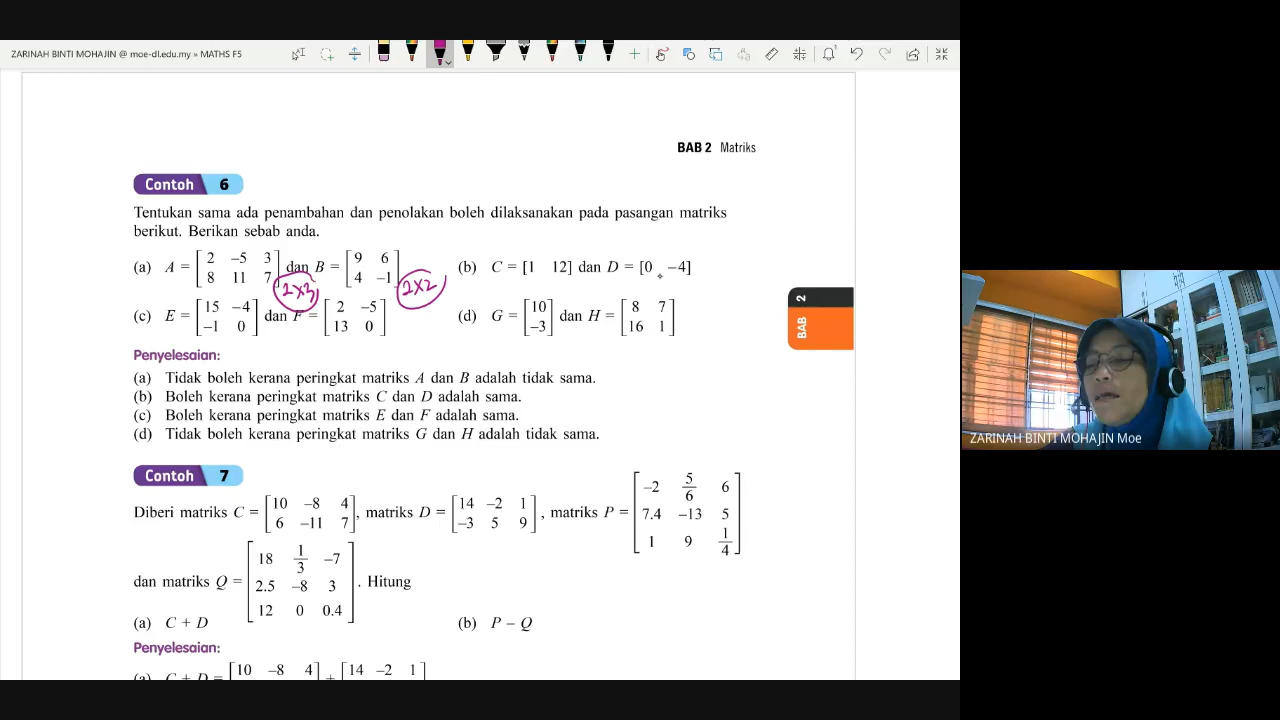 ZARINAH BINTI MOHAJIN @ moe-dl.edu.my » MATHS F5
BAB 2 Matriks
Contoh 6
Tentukan sama ada penambahan dan penolakan boleh dilaksanakan pada pasangan matriks
berikut. Berikan sebab anda.
(a) A = [2 −5 3; 8 11 7] dan B = [9 6; 4 −1] (b) C = [1 12] dan D = [0 −4]
2×3 2×2
(c) E = [15 −4; −1 0] dan F = [2 −5; 13 0] (d) G = [10; −3] dan H = [8 7; 16 1]
BAB 2
Penyelesaian:
(a) Tidak boleh kerana peringkat matriks A dan B adalah tidak sama.
(b) Boleh kerana peringkat matriks C dan D adalah sama.
(c) Boleh kerana peringkat matriks E dan F adalah sama.
(d) Tidak boleh kerana peringkat matriks G dan H adalah tidak sama.
Contoh 7
Diberi matriks C = [10 −8 4; 6 −11 7], matriks D = [14 −2 1; −3 5 9], matriks P = [−2 5/6 6; 7.4 −13 5; 1 9 1/4]
dan matriks Q = [18 1/3 −7; 2.5 −8 3; 12 0 0.4]. Hitung
(a) C + D (b) P − Q
Penyelesaian:
(a) C + D = [10 −8 4] + [14 −2 1]
ZARINAH BINTI MOHAJIN Moe